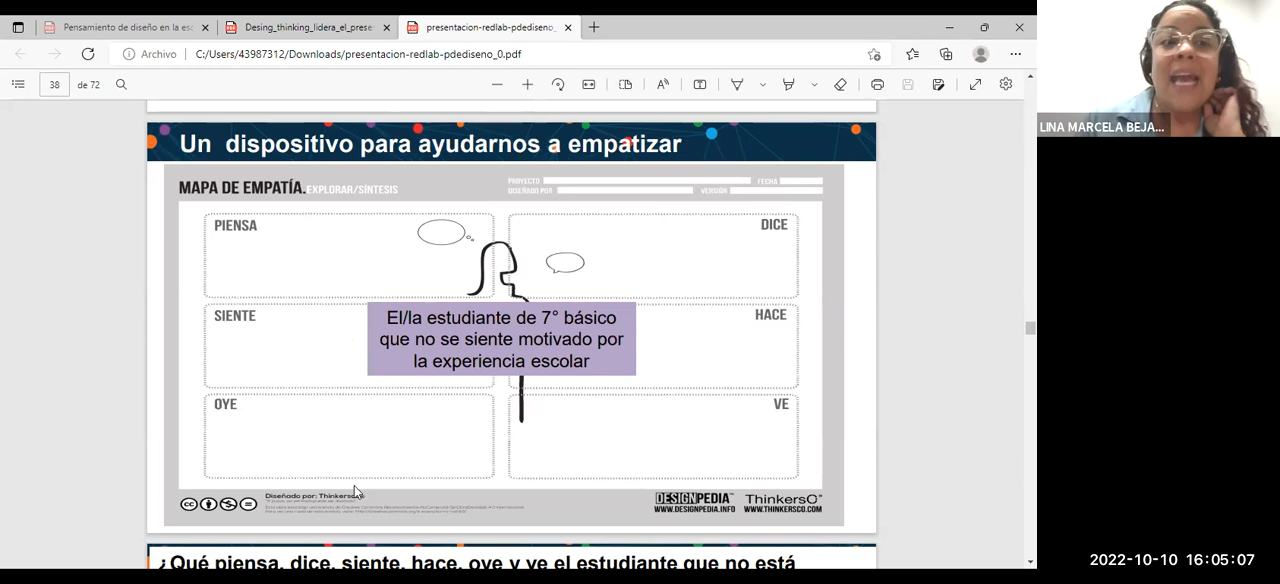 Pensamiento de diseño en la es
Desing_thinking_lidera_el_prese
presentacion-redlab-pdediseno_
Archivo
C:/Users/43987312/Downloads/presentacion-redlab-pdediseno_0.pdf
38
de 72
LINA MARCELA BEJA...
Un dispositivo para ayudarnos a empatizar
MAPA DE EMPATÍA. EXPLORAR/SÍNTESIS
PROYECTO
FECHA
DISEÑADO POR
VERSIÓN
PIENSA
DICE
SIENTE
HACE
El/la estudiante de 7° básico
que no se siente motivado por
la experiencia escolar
OYE
VE
Diseñado por: ThinkersCo
DESIGNPEDIA™
WWW.DESIGNPEDIA.INFO
ThinkersCº
WWW.THINKERSCO.COM
¿Qué piensa, dice, siente, hace, oye y ve el estudiante que no está
2022-10-10 16:05:07